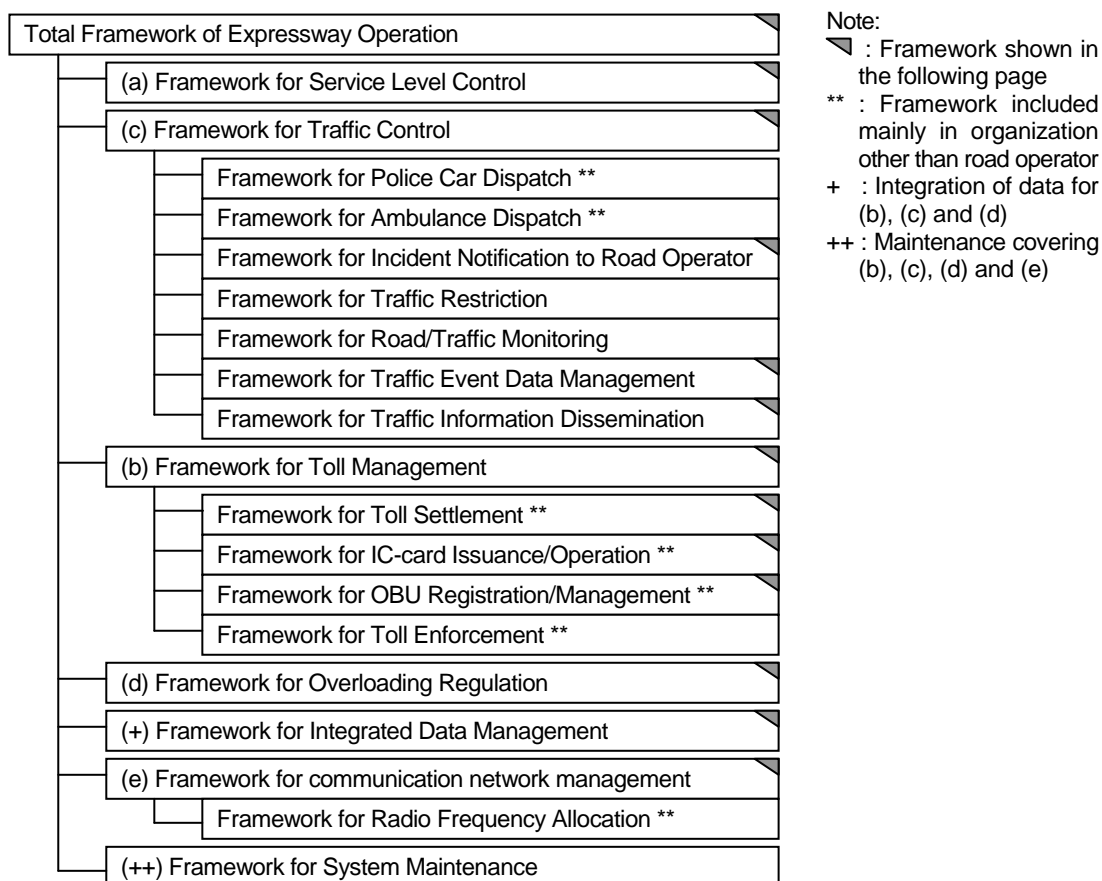 Total Framework of Expressway Operation
(a) Framework for Service Level Control
(c) Framework for Traffic Control
Framework for Police Car Dispatch **
Framework for Ambulance Dispatch **
Framework for Incident Notification to Road Operator
Framework for Traffic Restriction
Framework for Road/Traffic Monitoring
Framework for Traffic Event Data Management
Framework for Traffic Information Dissemination
(b) Framework for Toll Management
Framework for Toll Settlement **
Framework for IC-card Issuance/Operation **
Framework for OBU Registration/Management **
Framework for Toll Enforcement **
(d) Framework for Overloading Regulation
(+) Framework for Integrated Data Management
(e) Framework for communication network management
Framework for Radio Frequency Allocation **
(++) Framework for System Maintenance
Note:
: Framework shown in
the following page
** : Framework included
mainly in organization
other than road operator
+ : Integration of data for
(b), (c) and (d)
++ : Maintenance covering
(b), (c), (d) and (e)